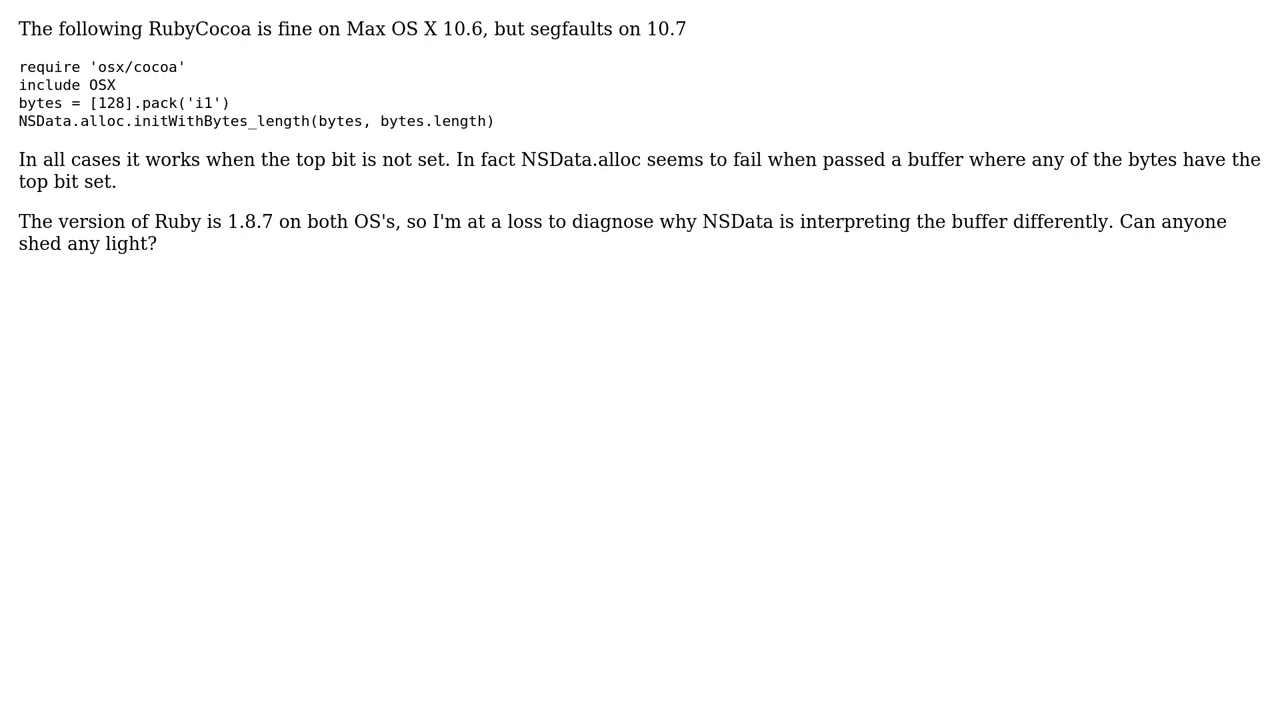 The following RubyCocoa is fine on Max OS X 10.6, but segfaults on 10.7
require 'osx/cocoa'
include OSX
bytes = [128].pack('i1')
NSData.alloc.initWithBytes_length(bytes, bytes.length)
In all cases it works when the top bit is not set. In fact NSData.alloc seems to fail when passed a buffer where any of the bytes have the
top bit set.
The version of Ruby is 1.8.7 on both OS's, so I'm at a loss to diagnose why NSData is interpreting the buffer differently. Can anyone
shed any light?